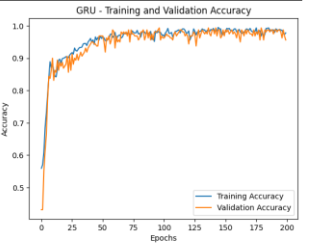 GRU - Training and Validation Accuracy
1.0
0.9
0.8
0.7
0.6
0.5
Accuracy
0 25 50 75 100 125 150 175 200
Epochs
Training Accuracy
Validation Accuracy